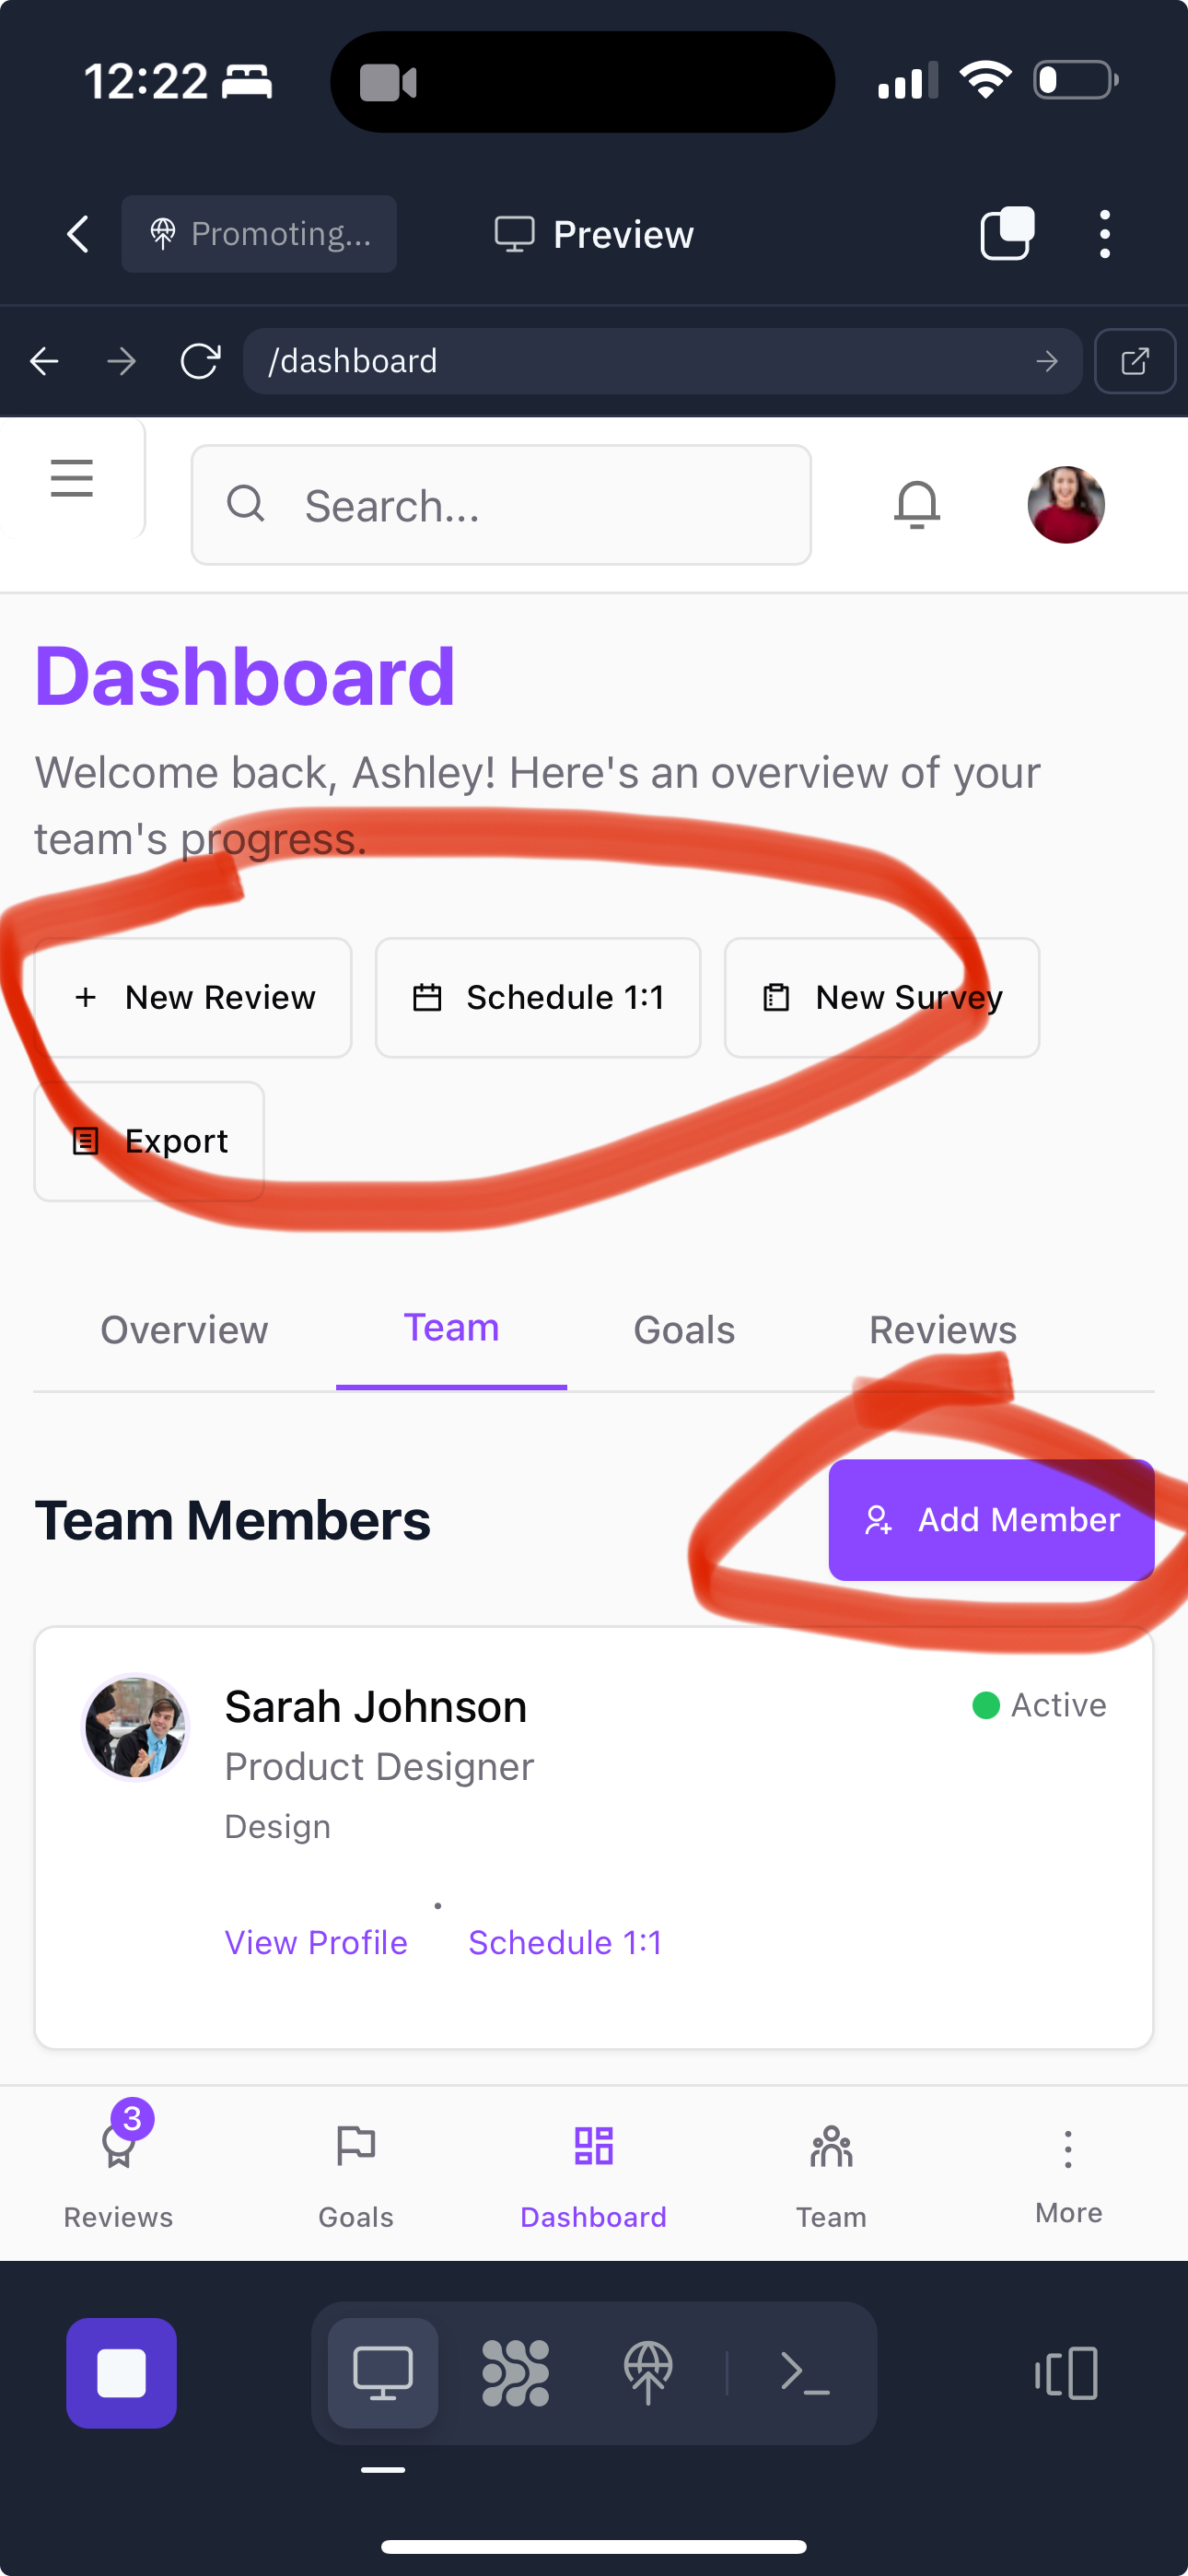 12:22
Promoting...
Preview
/dashboard
Search...
Dashboard
Welcome back, Ashley! Here's an overview of your
team's progress.
New Review
Schedule 1:1
New Survey
Export
Overview
Team
Goals
Reviews
Team Members
Add Member
Sarah Johnson
Active
Product Designer
Design
View Profile · Schedule 1:1
3
Reviews
Goals
Dashboard
Team
More